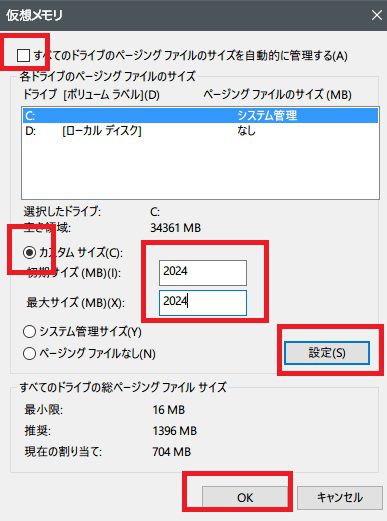 仮想メモリ
すべてのドライブのページング ファイルのサイズを自動的に管理する(A)
各ドライブのページング ファイルのサイズ
ドライブ [ボリューム ラベル](D) ページング ファイルのサイズ (MB)
C: システム管理
D: [ローカル ディスク] なし
選択したドライブ: C:
空き領域: 34361 MB
カスタム サイズ(C):
初期サイズ (MB)(I): 2024
最大サイズ (MB)(X): 2024
システム管理サイズ(Y)
ページング ファイルなし(N)
設定(S)
すべてのドライブの総ページング ファイル サイズ
最小限: 16 MB
推奨: 1396 MB
現在の割り当て: 704 MB
OK キャンセル